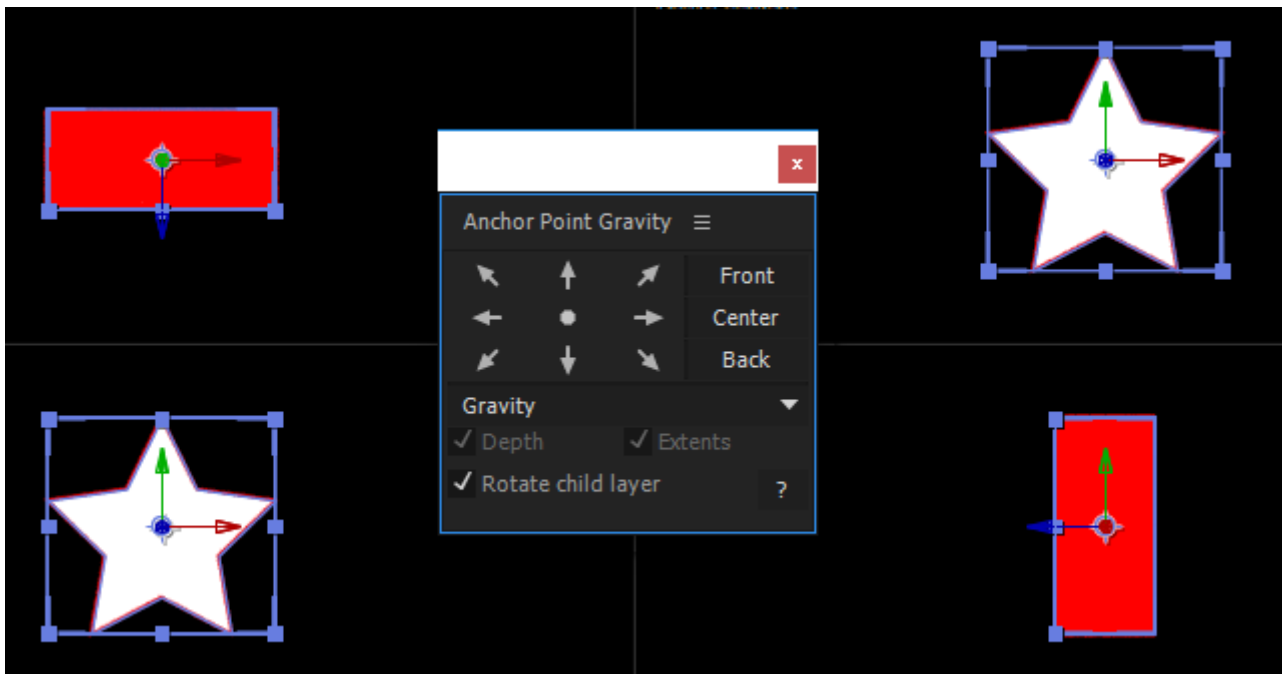 x
Anchor Point Gravity
Front
Center
Back
Gravity
Depth Extents
Rotate child layer ?